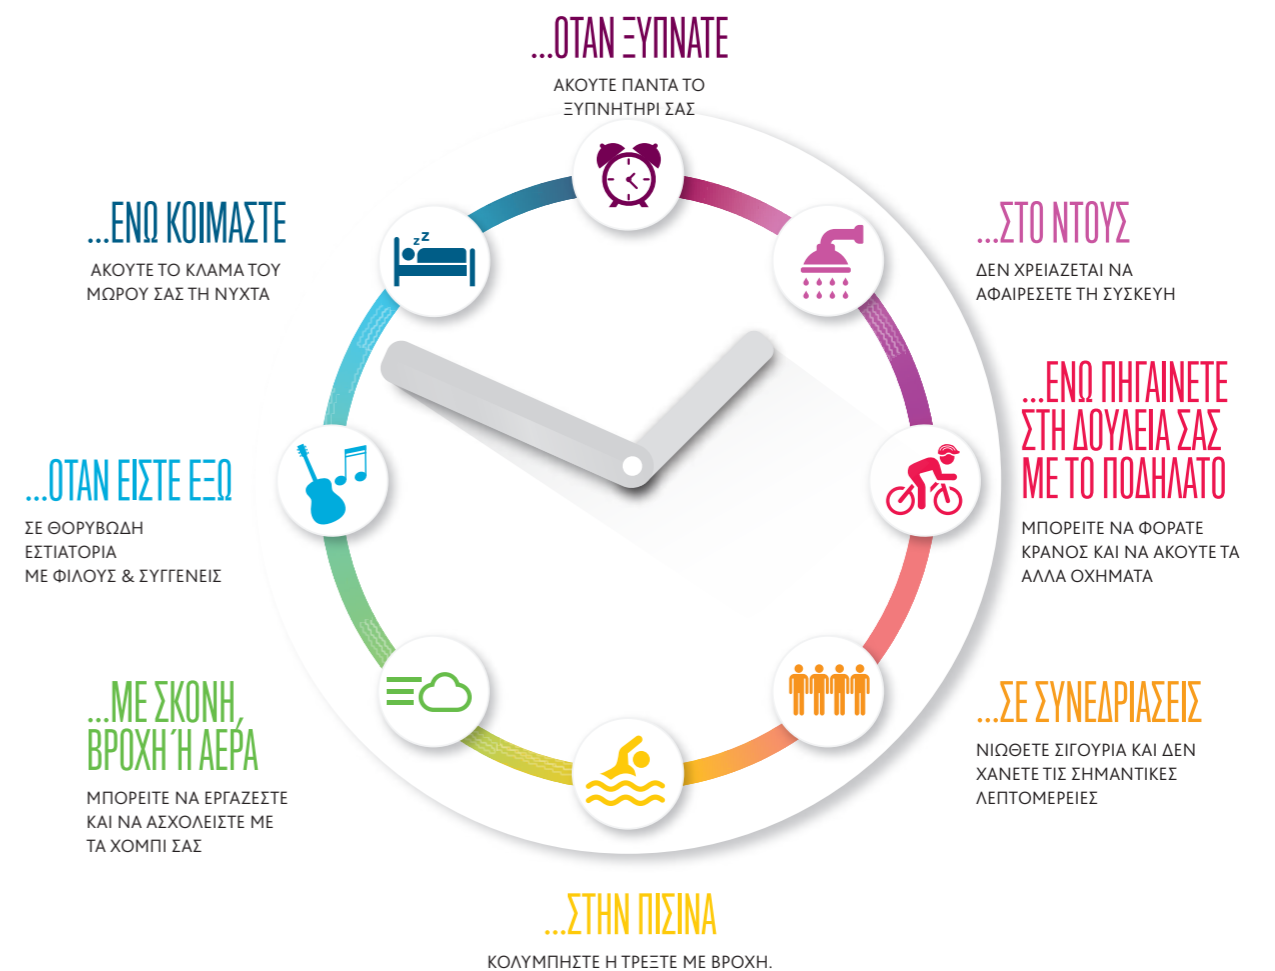 ...ΟΤΑΝ ΞΥΠΝΑΤΕ
ΑΚΟΥΤΕ ΠΑΝΤΑ ΤΟ
ΞΥΠΝΗΤΗΡΙ ΣΑΣ
...ΣΤΟ ΝΤΟΥΣ
ΔΕΝ ΧΡΕΙΑΖΕΤΑΙ ΝΑ
ΑΦΑΙΡΕΣΕΤΕ ΤΗ ΣΥΣΚΕΥΗ
...ΕΝΩ ΠΗΓΑΙΝΕΤΕ
ΣΤΗ ΔΟΥΛΕΙΑ ΣΑΣ
ΜΕ ΤΟ ΠΟΔΗΛΑΤΟ
ΜΠΟΡΕΙΤΕ ΝΑ ΦΟΡΑΤΕ
ΚΡΑΝΟΣ ΚΑΙ ΝΑ ΑΚΟΥΤΕ ΤΑ
ΑΛΛΑ ΟΧΗΜΑΤΑ
...ΣΕ ΣΥΝΕΔΡΙΑΣΕΙΣ
ΝΙΩΘΕΤΕ ΣΙΓΟΥΡΙΑ ΚΑΙ ΔΕΝ
ΧΑΝΕΤΕ ΤΙΣ ΣΗΜΑΝΤΙΚΕΣ
ΛΕΠΤΟΜΕΡΕΙΕΣ
...ΣΤΗΝ ΠΙΣΙΝΑ
ΚΟΛΥΜΠΗΣΤΕ Η ΤΡΕΞΤΕ ΜΕ ΒΡΟΧΗ.
...ΜΕ ΣΚΟΝΗ,
ΒΡΟΧΗ Ή ΑΕΡΑ
ΜΠΟΡΕΙΤΕ ΝΑ ΕΡΓΑΖΕΣΤΕ
ΚΑΙ ΝΑ ΑΣΧΟΛΕΙΣΤΕ ΜΕ
ΤΑ ΧΟΜΠΙ ΣΑΣ
...ΟΤΑΝ ΕΙΣΤΕ ΕΞΩ
ΣΕ ΘΟΡΥΒΩΔΗ
ΕΣΤΙΑΤΟΡΙΑ
ΜΕ ΦΙΛΟΥΣ & ΣΥΓΓΕΝΕΙΣ
...ΕΝΩ ΚΟΙΜΑΣΤΕ
ΑΚΟΥΤΕ ΤΟ ΚΛΑΜΑ ΤΟΥ
ΜΩΡΟΥ ΣΑΣ ΤΗ ΝΥΧΤΑ
zz